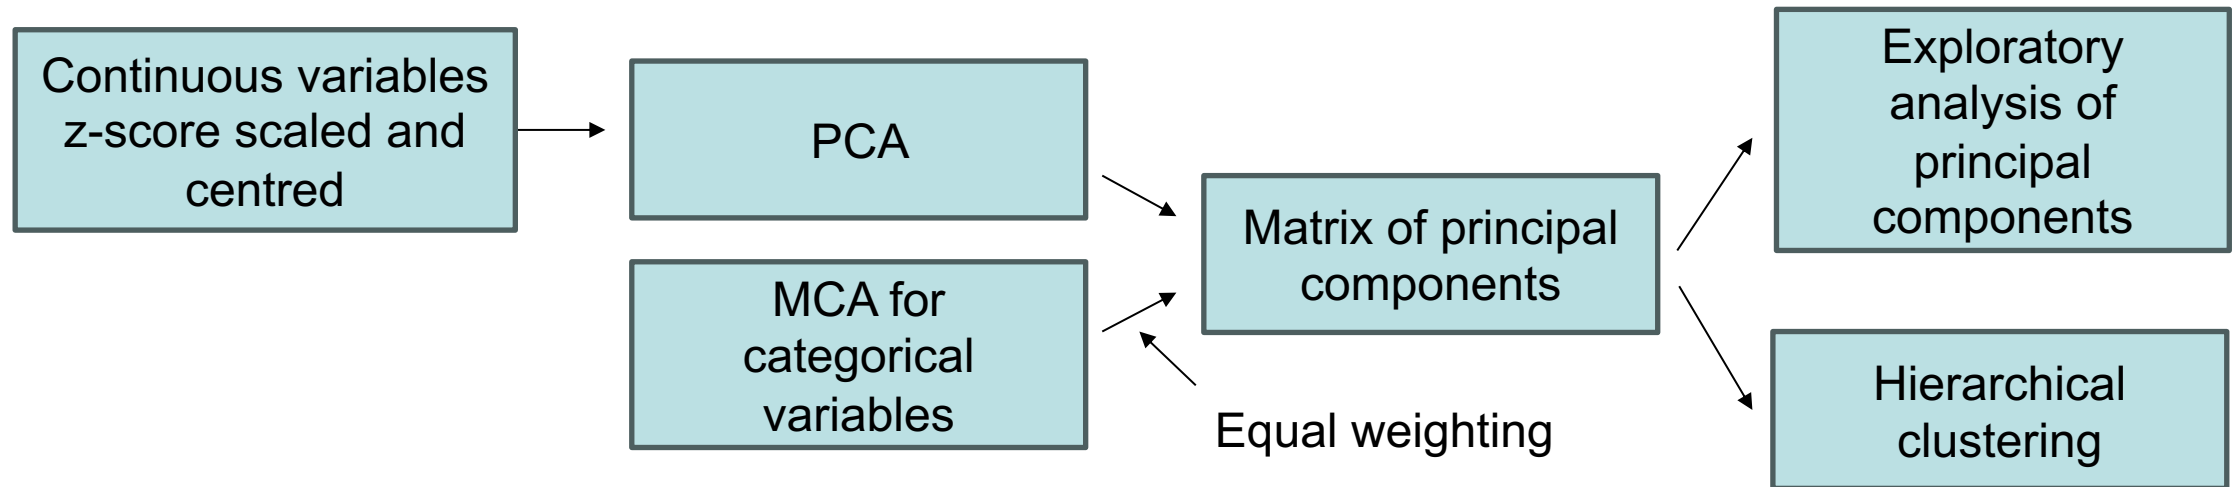 Continuous variables
z-score scaled and
centred
PCA
MCA for
categorical
variables
Equal weighting
Matrix of principal
components
Exploratory
analysis of
principal
components
Hierarchical
clustering